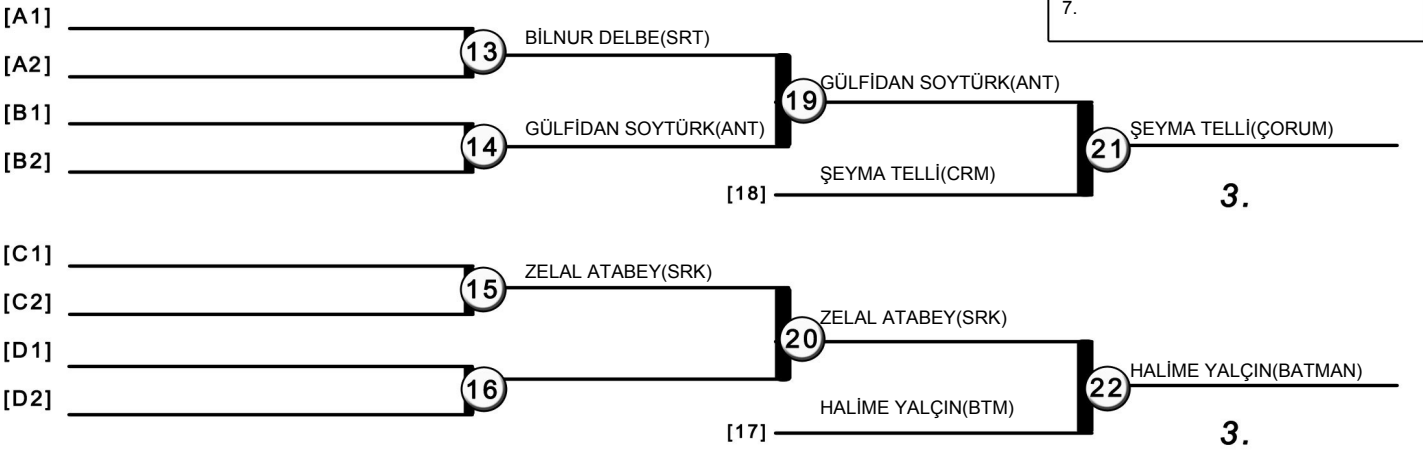 7.
[A1]
13
BİLNUR DELBE(SRT)
[A2]
19
GÜLFİDAN SOYTÜRK(ANT)
[B1]
14
GÜLFİDAN SOYTÜRK(ANT)
21
ŞEYMA TELLİ(ÇORUM)
[B2]
[18]
ŞEYMA TELLİ(CRM)
3.
[C1]
15
ZELAL ATABEY(SRK)
[C2]
20
ZELAL ATABEY(SRK)
[D1]
16
22
HALİME YALÇIN(BATMAN)
[D2]
[17]
HALİME YALÇIN(BTM)
3.